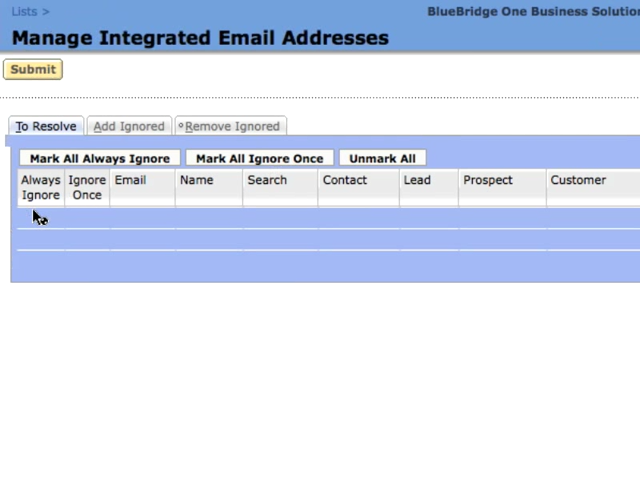 Lists >
BlueBridge One Business Solutio
Manage Integrated Email Addresses
Submit
To Resolve Add Ignored Remove Ignored
Mark All Always Ignore Mark All Ignore Once Unmark All
Always Ignore Ignore Once Email Name Search Contact Lead Prospect Customer